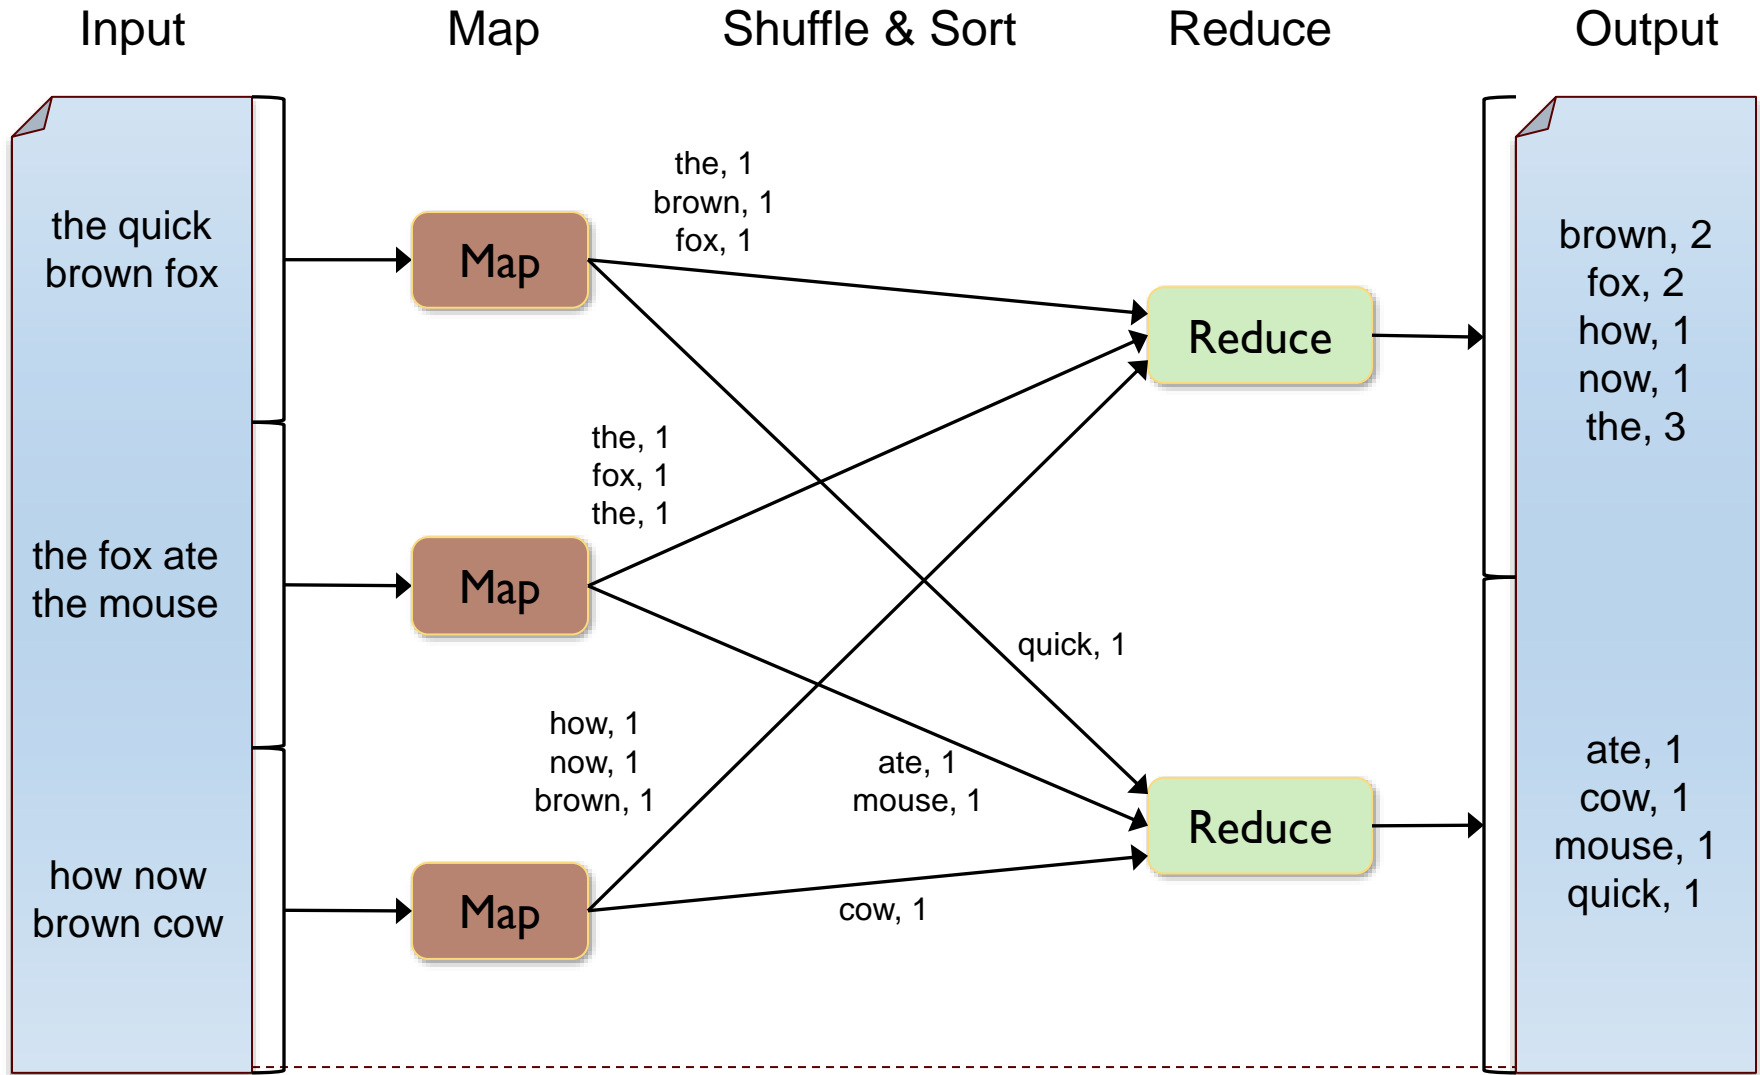 Input
Map
Shuffle & Sort
Reduce
Output
the quick
brown fox
the fox ate
the mouse
how now
brown cow
Map
Map
Map
the, 1
brown, 1
fox, 1
the, 1
fox, 1
the, 1
how, 1
now, 1
brown, 1
quick, 1
ate, 1
mouse, 1
cow, 1
Reduce
Reduce
brown, 2
fox, 2
how, 1
now, 1
the, 3
ate, 1
cow, 1
mouse, 1
quick, 1